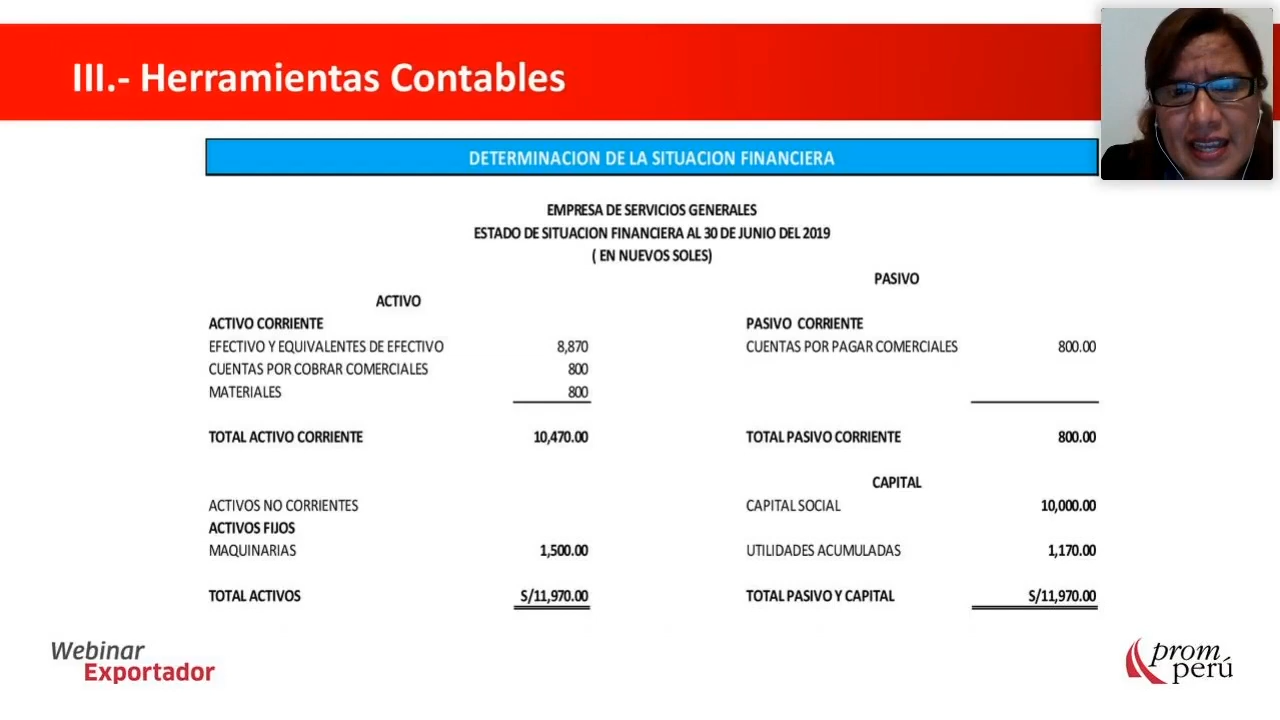 III.- Herramientas Contables
DETERMINACION DE LA SITUACION FINANCIERA
EMPRESA DE SERVICIOS GENERALES
ESTADO DE SITUACION FINANCIERA AL 30 DE JUNIO DEL 2019
( EN NUEVOS SOLES)
PASIVO
ACTIVO
ACTIVO CORRIENTE PASIVO CORRIENTE
EFECTIVO Y EQUIVALENTES DE EFECTIVO 8,870 CUENTAS POR PAGAR COMERCIALES 800.00
CUENTAS POR COBRAR COMERCIALES 800
MATERIALES 800
TOTAL ACTIVO CORRIENTE 10,470.00 TOTAL PASIVO CORRIENTE 800.00
CAPITAL
ACTIVOS NO CORRIENTES CAPITAL SOCIAL 10,000.00
ACTIVOS FIJOS
MAQUINARIAS 1,500.00 UTILIDADES ACUMULADAS 1,170.00
TOTAL ACTIVOS S/11,970.00 TOTAL PASIVO Y CAPITAL S/11,970.00
Webinar
Exportador
prom
perú